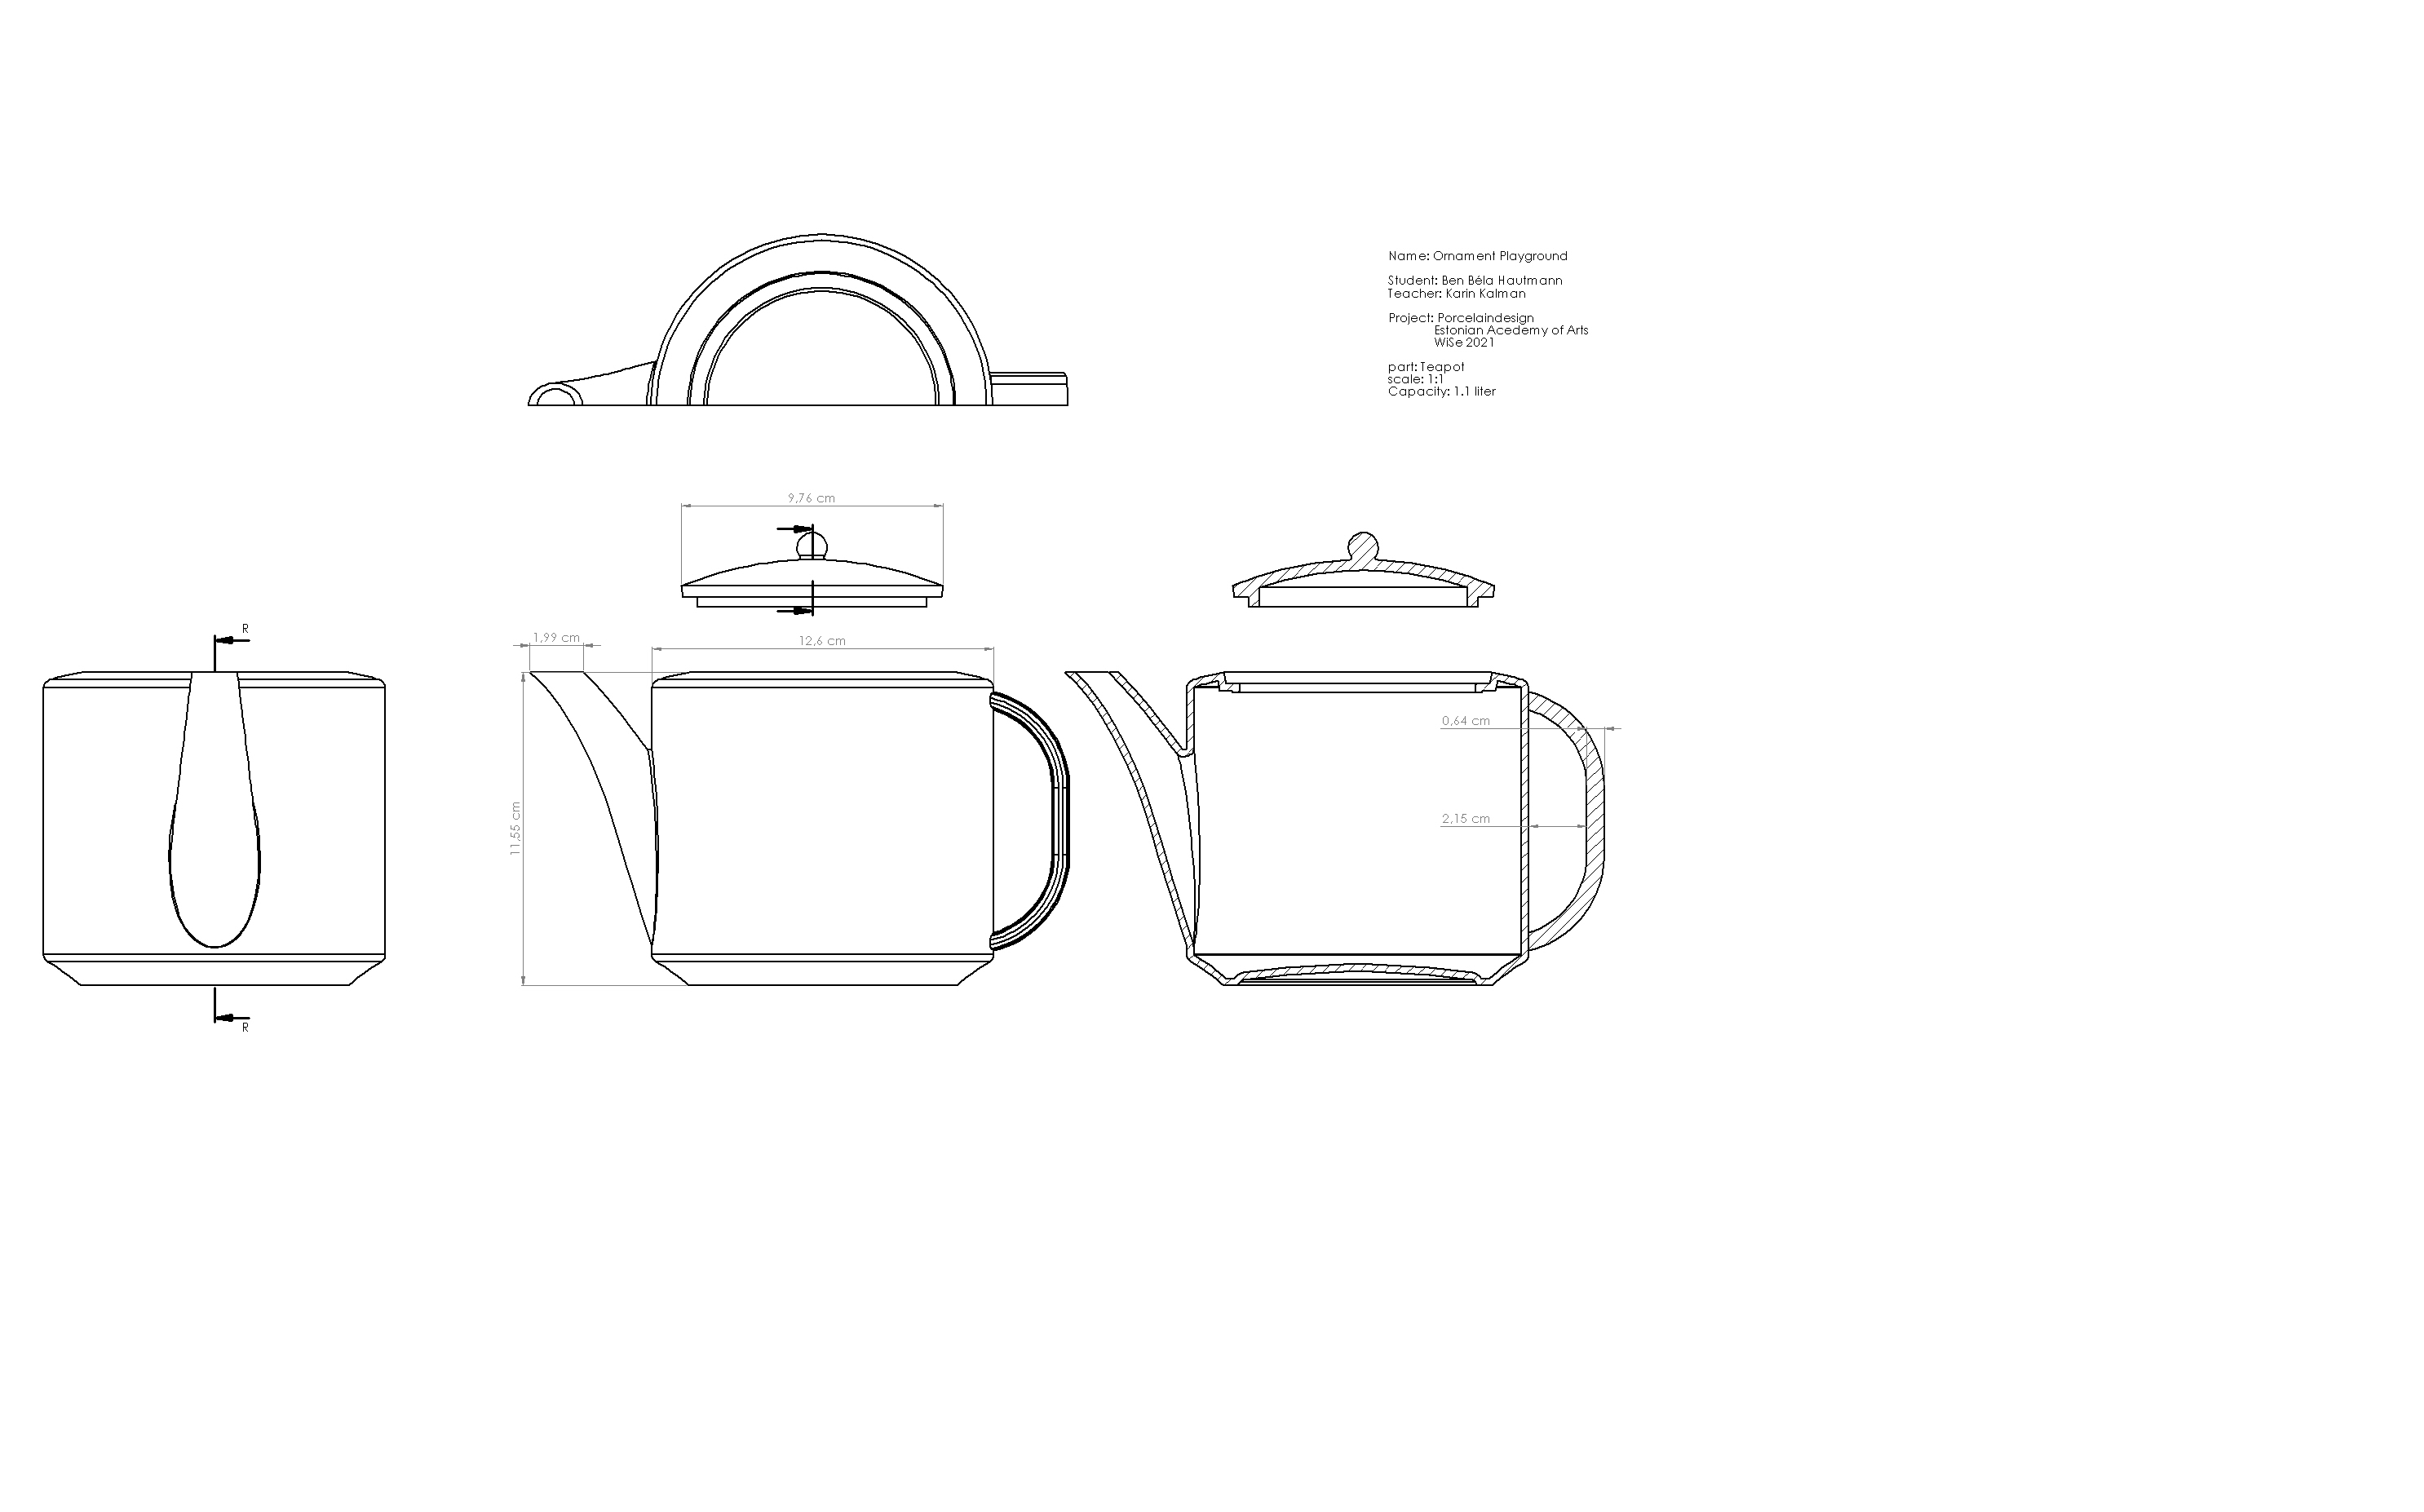 Name: Ornament Playground
Student: Ben Béla Hautmann
Teacher: Karin Kalman
Project: Porcelaindesign
Estonian Acedemy of Arts
WiSe 2021
part: Teapot
scale: 1:1
Capacity: 1.1 liter
9,76 cm
R
1,99 cm
12,6 cm
0,64 cm
11,55 cm
2,15 cm
R